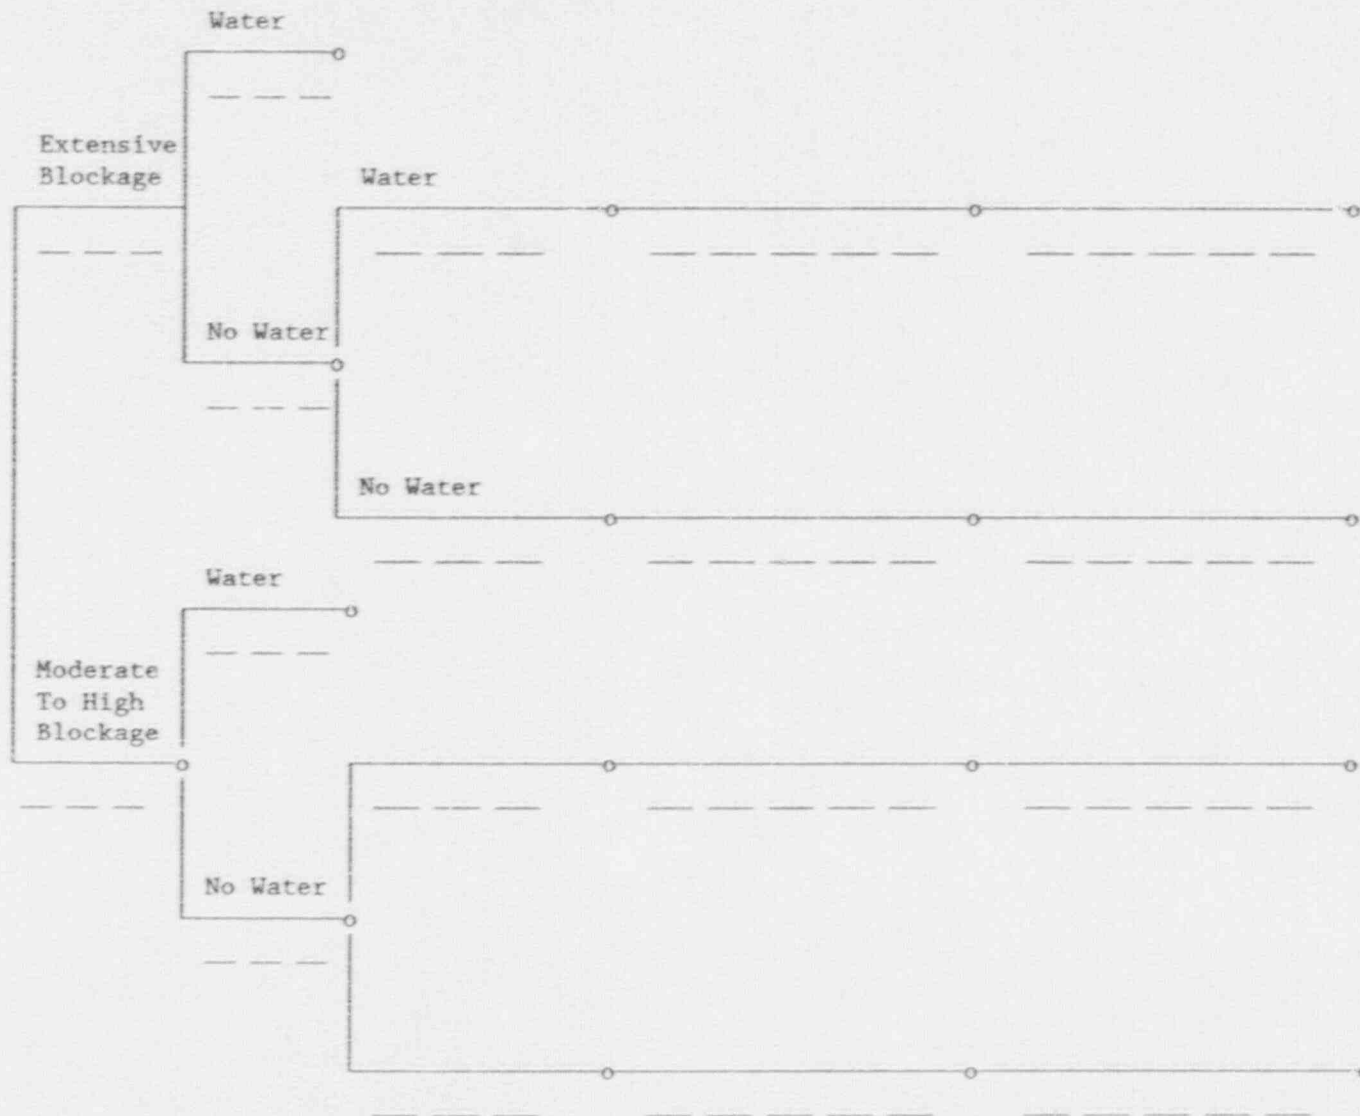 Water
Extensive
Blockage
Water
No Water
No Water
Water
Moderate
To High
Blockage
No Water